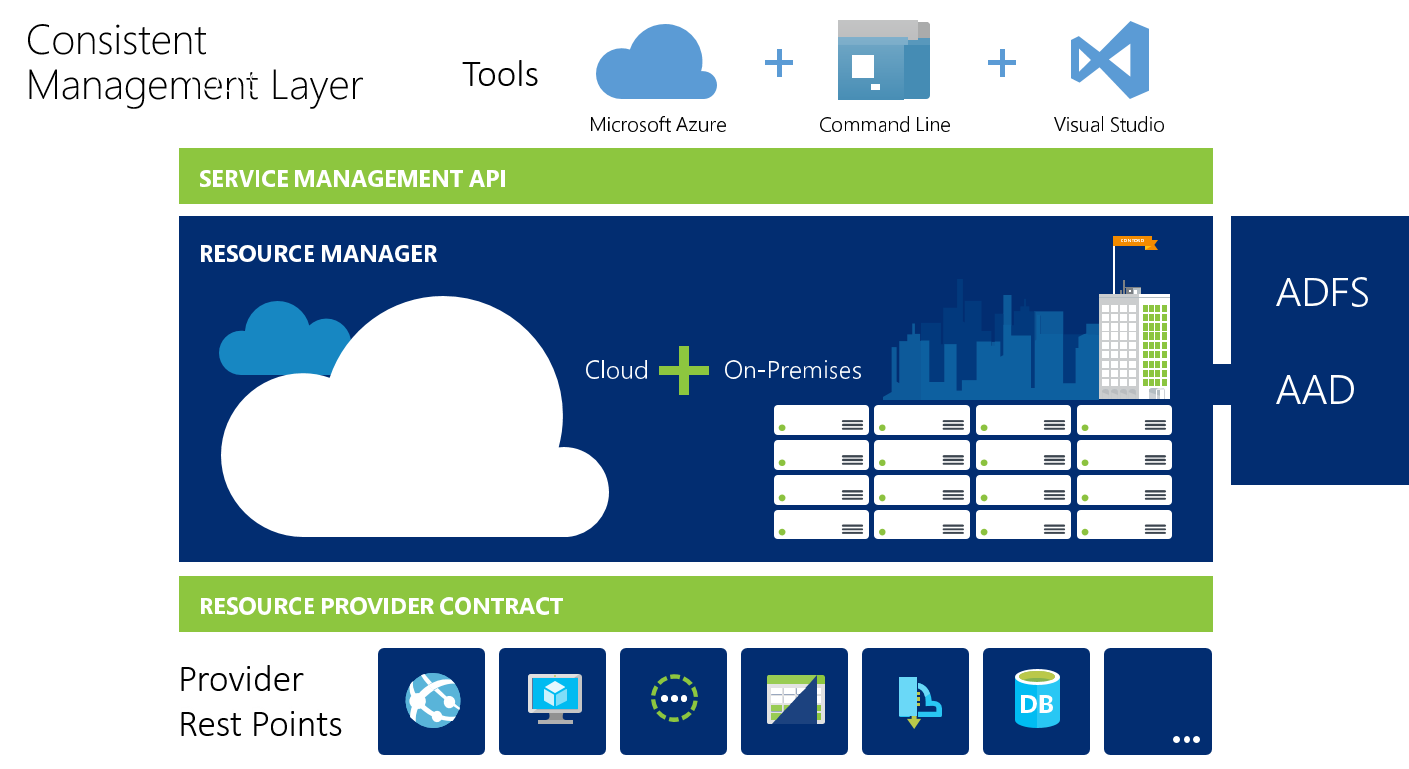 Consistent
Management Layer
Tools
Microsoft Azure
Command Line
Visual Studio
SERVICE MANAGEMENT API
RESOURCE MANAGER
CONTOSO
Cloud
On-Premises
ADFS
AAD
RESOURCE PROVIDER CONTRACT
Provider
Rest Points
DB